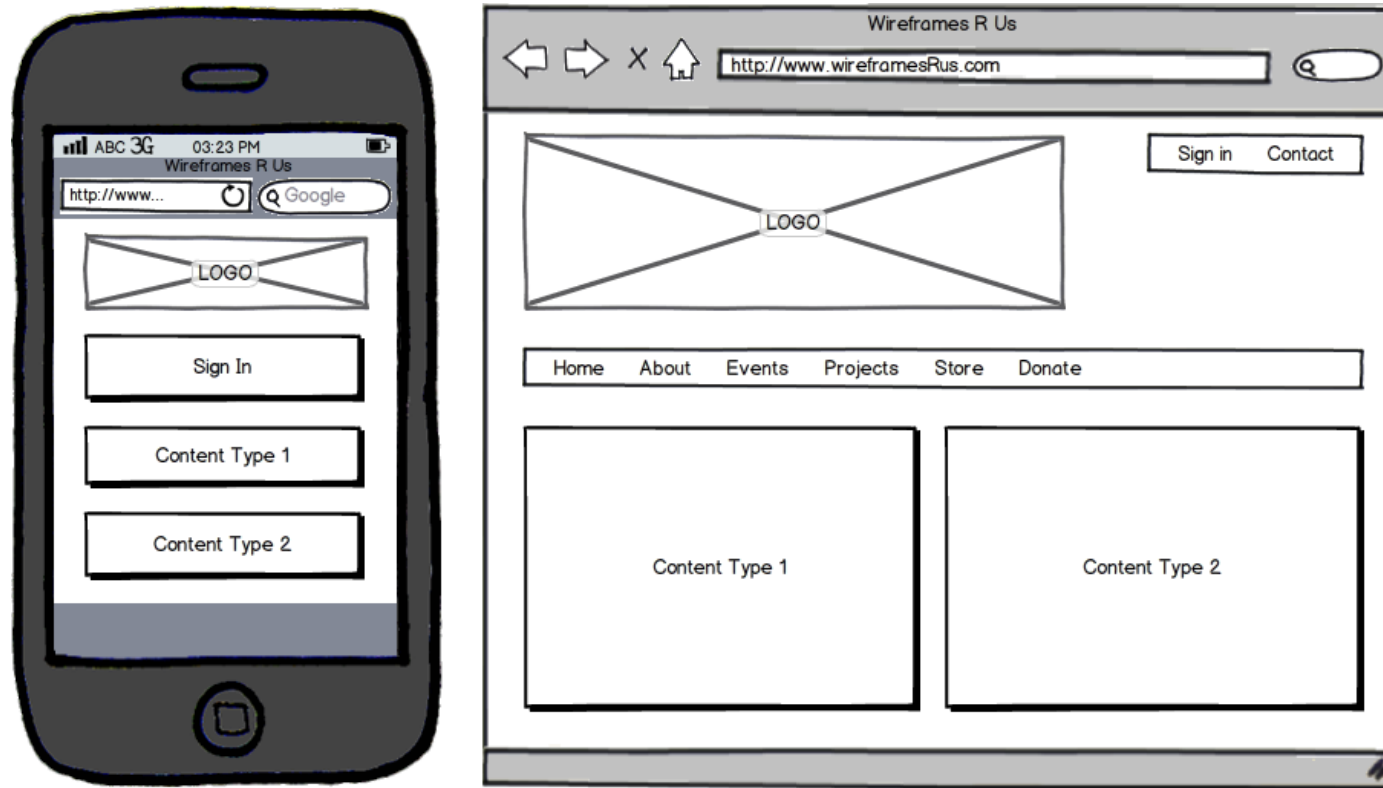 ABC 3G 03:23 PM
Wireframes R Us
http://www... Google
LOGO
Sign In
Content Type 1
Content Type 2
Wireframes R Us
http://www.wireframesRus.com
Sign in Contact
LOGO
Home About Events Projects Store Donate
Content Type 1 Content Type 2